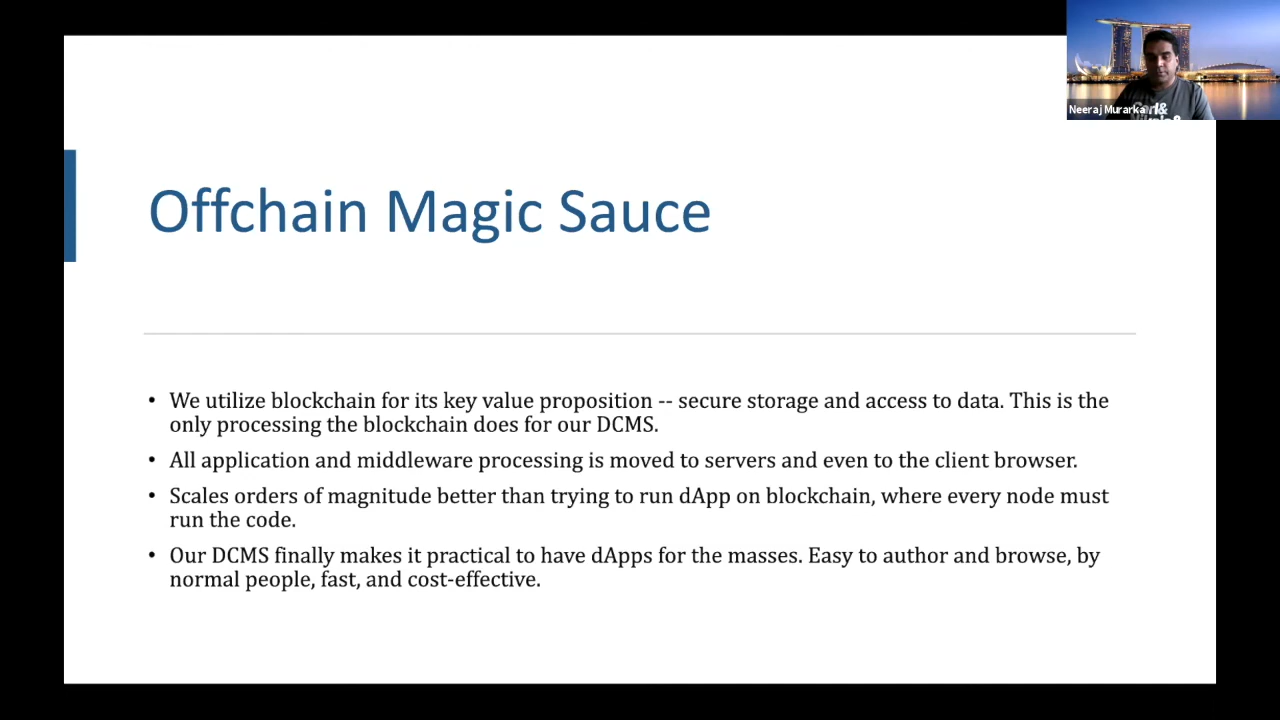 Neeraj Murarka
Offchain Magic Sauce
• We utilize blockchain for its key value proposition -- secure storage and access to data. This is the
only processing the blockchain does for our DCMS.
• All application and middleware processing is moved to servers and even to the client browser.
• Scales orders of magnitude better than trying to run dApp on blockchain, where every node must
run the code.
• Our DCMS finally makes it practical to have dApps for the masses. Easy to author and browse, by
normal people, fast, and cost-effective.